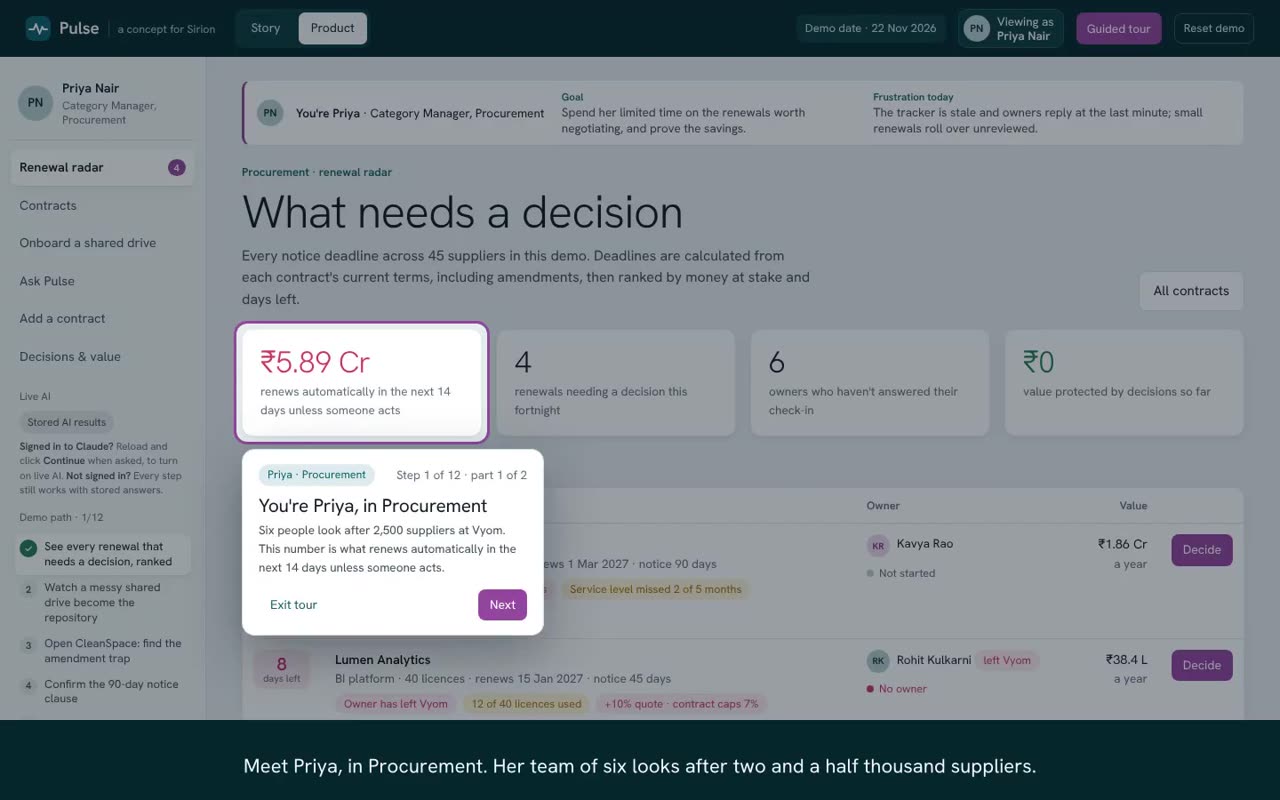 Pulse
a concept for Sirion
Story
Product
Demo date · 22 Nov 2026
PN
Viewing as
Priya Nair
Guided tour
Reset demo
PN
Priya Nair
Category Manager,
Procurement
Renewal radar
4
Contracts
Onboard a shared drive
Ask Pulse
Add a contract
Decisions & value
Live AI
Stored AI results
Signed in to Claude? Reload and
click Continue when asked, to turn
on live AI. Not signed in? Every step
still works with stored answers.
Demo path · 1/12
See every renewal that
needs a decision, ranked
2
Watch a messy shared
drive become the
repository
3
Open CleanSpace: find the
amendment trap
4
Confirm the 90-day notice
clause
PN
You're Priya · Category Manager, Procurement
Goal
Spend her limited time on the renewals worth
negotiating, and prove the savings.
Frustration today
The tracker is stale and owners reply at the last minute; small
renewals roll over unreviewed.
Procurement · renewal radar
What needs a decision
Every notice deadline across 45 suppliers in this demo. Deadlines are calculated from
each contract's current terms, including amendments, then ranked by money at stake and
days left.
All contracts
₹5.89 Cr
renews automatically in the next 14
days unless someone acts
4
renewals needing a decision this
fortnight
6
owners who haven't answered their
check-in
₹0
value protected by decisions so far
Priya · Procurement
Step 1 of 12 · part 1 of 2
You're Priya, in Procurement
Six people look after 2,500 suppliers at Vyom.
This number is what renews automatically in the
next 14 days unless someone acts.
Exit tour
Next
Owner
Value
1 Mar 2027 · notice 90 days
Service level missed 2 of 5 months
KR
Kavya Rao
Not started
₹1.86 Cr
a year
Decide
8
days left
Lumen Analytics
BI platform · 40 licences · renews 15 Jan 2027 · notice 45 days
Owner has left Vyom
12 of 40 licences used
+10% quote · contract caps 7%
RK
Rohit Kulkarni
left Vyom
No owner
₹38.4 L
a year
Decide
Meet Priya, in Procurement. Her team of six looks after two and a half thousand suppliers.